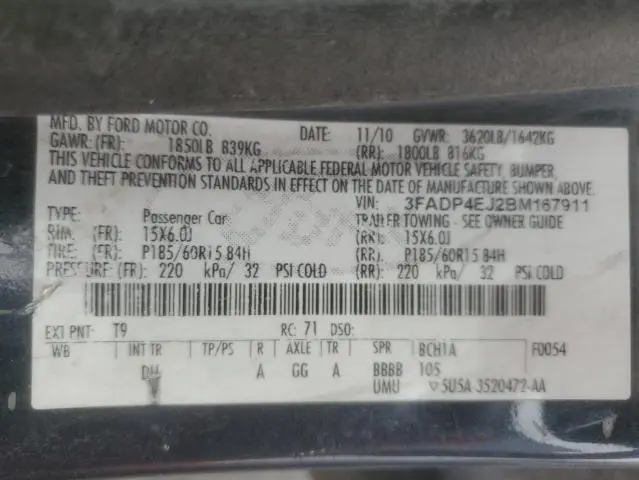 MFD. BY FORD MOTOR CO. DATE: 11/10 GVWR: 3620LB/1642KG
GAWR: (FR): 1850LB 839KG (RR): 1800LB 816KG
THIS VEHICLE CONFORMS TO ALL APPLICABLE FEDERAL MOTOR VEHICLE SAFETY, BUMPER,
AND THEFT PREVENTION STANDARDS IN EFFECT ON THE DATE OF MANUFACTURE SHOWN ABOVE.
VIN: 3FADP4EJ2BM167911
TYPE: Passenger Car TRAILER TOWING - SEE OWNER GUIDE
RIM: (FR): 15X6.0J (RR): 15X6.0J
TIRE: (FR): P185/60R15 84H (RR): P185/60R15 84H
PRESSURE (FR): 220 kPa/ 32 PSI COLD (RR): 220 kPa/ 32 PSI COLD
EXT PNT: T9 RC: 71 DSO:
WB INT TR TP/PS R AXLE TR SPR BCH1A F0054
A GG A BBBB 105
UMU ▽5U5A 3520472-AA